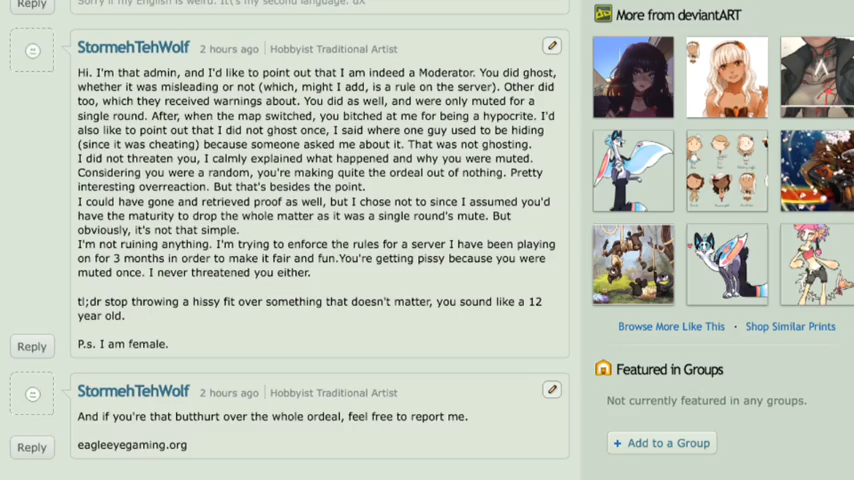 Reply
Sorry if my English is weird. It\'s my second language. dX
StormehTehWolf 2 hours ago | Hobbyist Traditional Artist
Hi. I'm that admin, and I'd like to point out that I am indeed a Moderator. You did ghost,
whether it was misleading or not (which, might I add, is a rule on the server). Other did
too, which they received warnings about. You did as well, and were only muted for a
single round. After, when the map switched, you bitched at me for being a hypocrite. I'd
also like to point out that I did not ghost once, I said where one guy used to be hiding
(since it was cheating) because someone asked me about it. That was not ghosting.
I did not threaten you, I calmly explained what happened and why you were muted.
Considering you were a random, you're making quite the ordeal out of nothing. Pretty
interesting overreaction. But that's besides the point.
I could have gone and retrieved proof as well, but I chose not to since I assumed you'd
have the maturity to drop the whole matter as it was a single round's mute. But
obviously, it's not that simple.
I'm not ruining anything. I'm trying to enforce the rules for a server I have been playing
on for 3 months in order to make it fair and fun.You're getting pissy because you were
muted once. I never threatened you either.
tl;dr stop throwing a hissy fit over something that doesn't matter, you sound like a 12
year old.
P.s. I am female.
Reply
StormehTehWolf 2 hours ago | Hobbyist Traditional Artist
And if you're that butthurt over the whole ordeal, feel free to report me.
eagleeyegaming.org
Reply
More from deviantART
Browse More Like This · Shop Similar Prints
Featured in Groups
Not currently featured in any groups.
+ Add to a Group